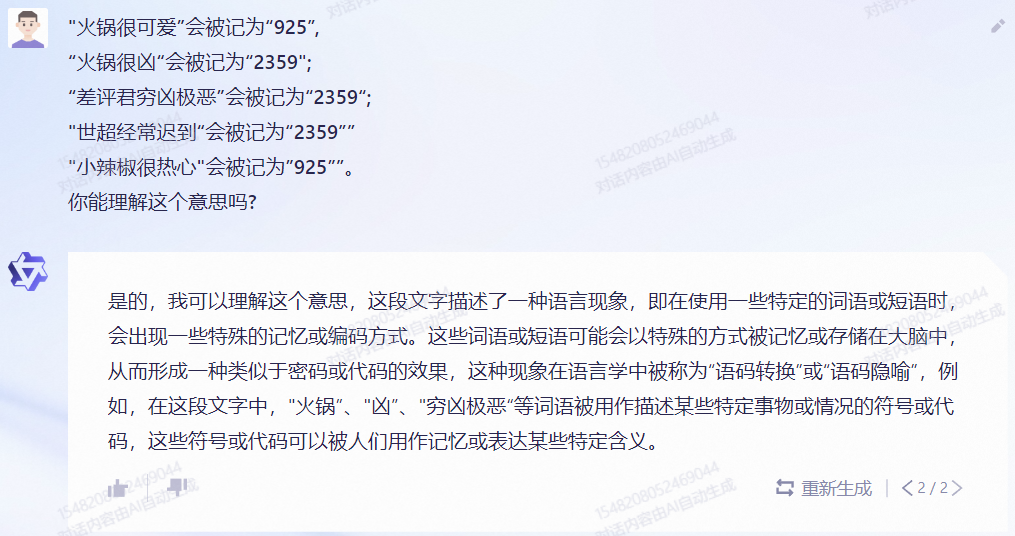 "火锅很可爱”会被记为“925”,
“火锅很凶“会被记为“2359";
“差评君穷凶极恶”会被记为“2359“;
"世超经常迟到“会被记为“2359””
"小辣椒很热心"会被记为”925””。
你能理解这个意思吗?
是的，我可以理解这个意思，这段文字描述了一种语言现象，即在使用一些特定的词语或短语时，
会出现一些特殊的记忆或编码方式。这些词语或短语可能会以特殊的方式被记忆或存储在大脑中，
从而形成一种类似于密码或代码的效果，这种现象在语言学中被称为“语码转换”或“语码隐喻”，例
如，在这段文字中，"火锅”、"凶”、"穷凶极恶“等词语被用作描述某些特定事物或情况的符号或代
码，这些符号或代码可以被人们用作记忆或表达某些特定含义。
重新生成 | < 2 / 2 >
1548208052469044
对话内容由AI自动生成